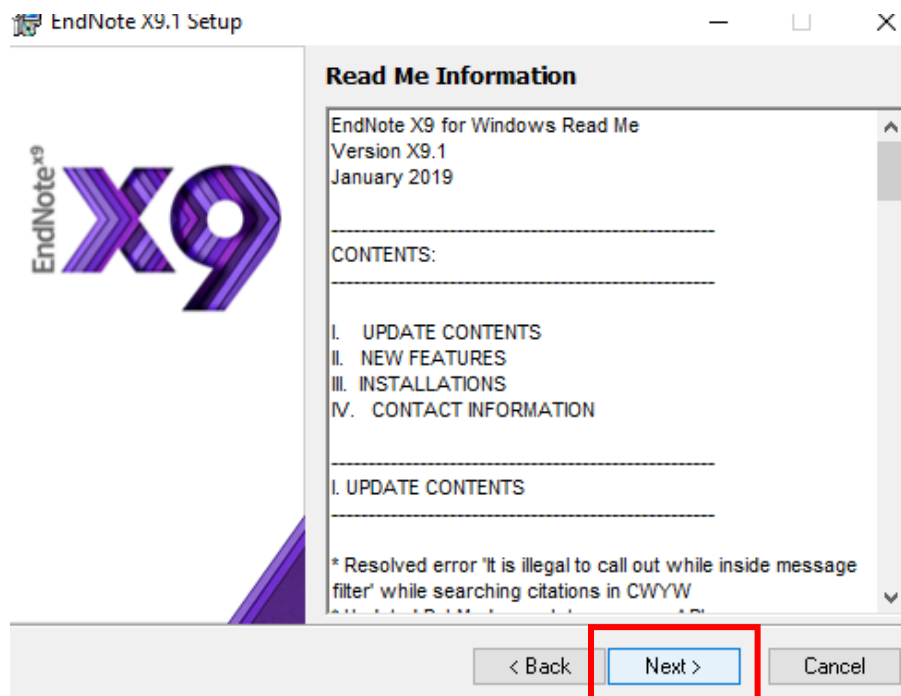 EndNote X9.1 Setup
Read Me Information
EndNote X9 for Windows Read Me
Version X9.1
January 2019
------------------------------------------------------
CONTENTS:
------------------------------------------------------
I. UPDATE CONTENTS
II. NEW FEATURES
III. INSTALLATIONS
IV. CONTACT INFORMATION
------------------------------------------------------
I. UPDATE CONTENTS
------------------------------------------------------
* Resolved error 'It is illegal to call out while inside message
filter' while searching citations in CWYW
EndNote x9
X9
< Back
Next >
Cancel